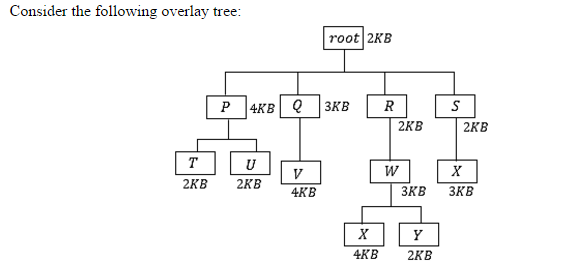 Consider the following overlay tree:
root 2KB
P 4KB Q 3KB R S
2KB 2KB
T U V W X
2KB 2KB 4KB 3KB 3KB
X Y
4KB 2KB